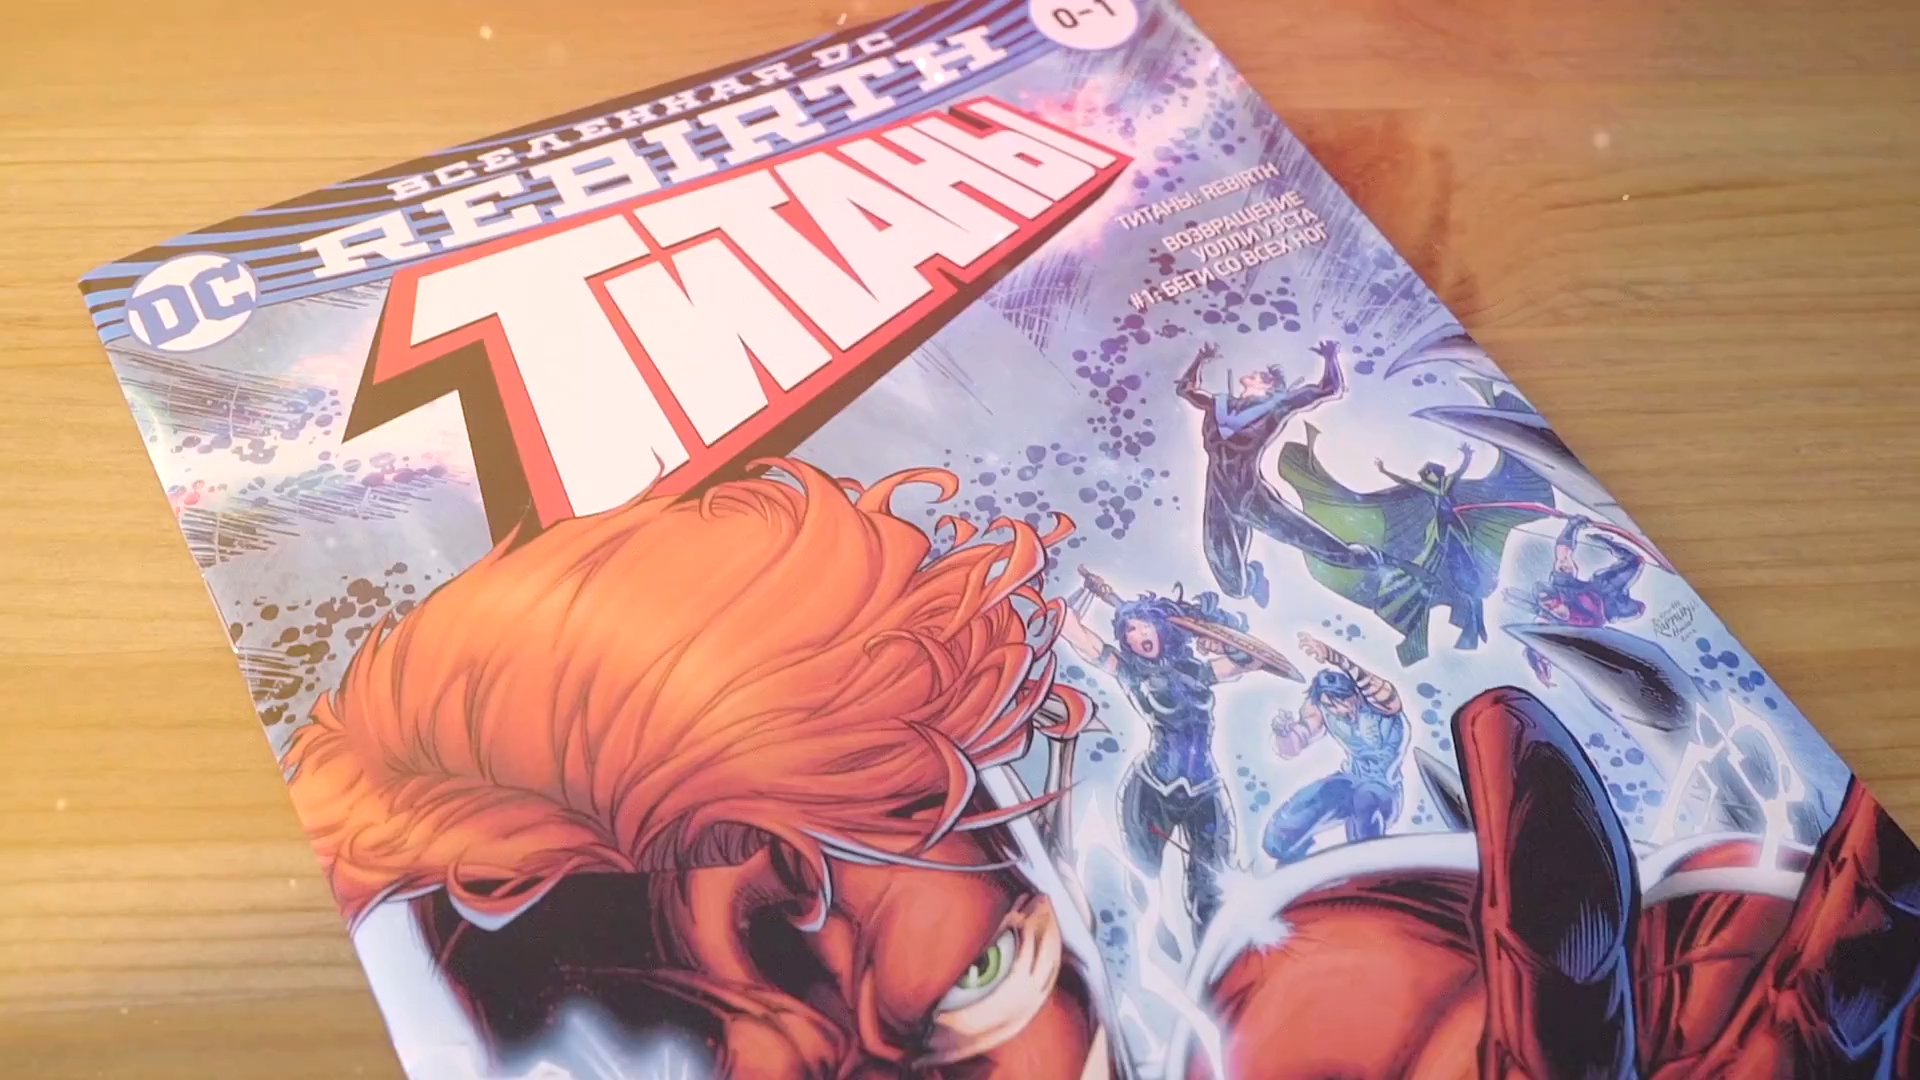 ВСЕЛЕННАЯ DC
REBIRTH
0-1
DC
ТИТАНЫ
ТИТАНЫ: REBIRTH
ВОЗВРАЩЕНИЕ
УОЛЛИ УЭСТА
#1: БЕГИ СО ВСЕХ НОГ